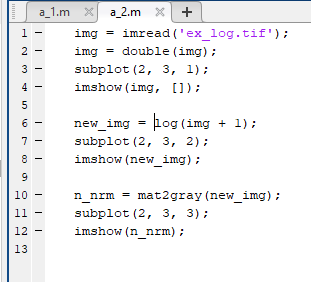 a_1.m a_2.m
1 img = imread('ex_log.tif');
2 img = double(img);
3 subplot(2, 3, 1);
4 imshow(img, []);
5
6 new_img = log(img + 1);
7 subplot(2, 3, 2);
8 imshow(new_img);
9
10 n_nrm = mat2gray(new_img);
11 subplot(2, 3, 3);
12 imshow(n_nrm);
13